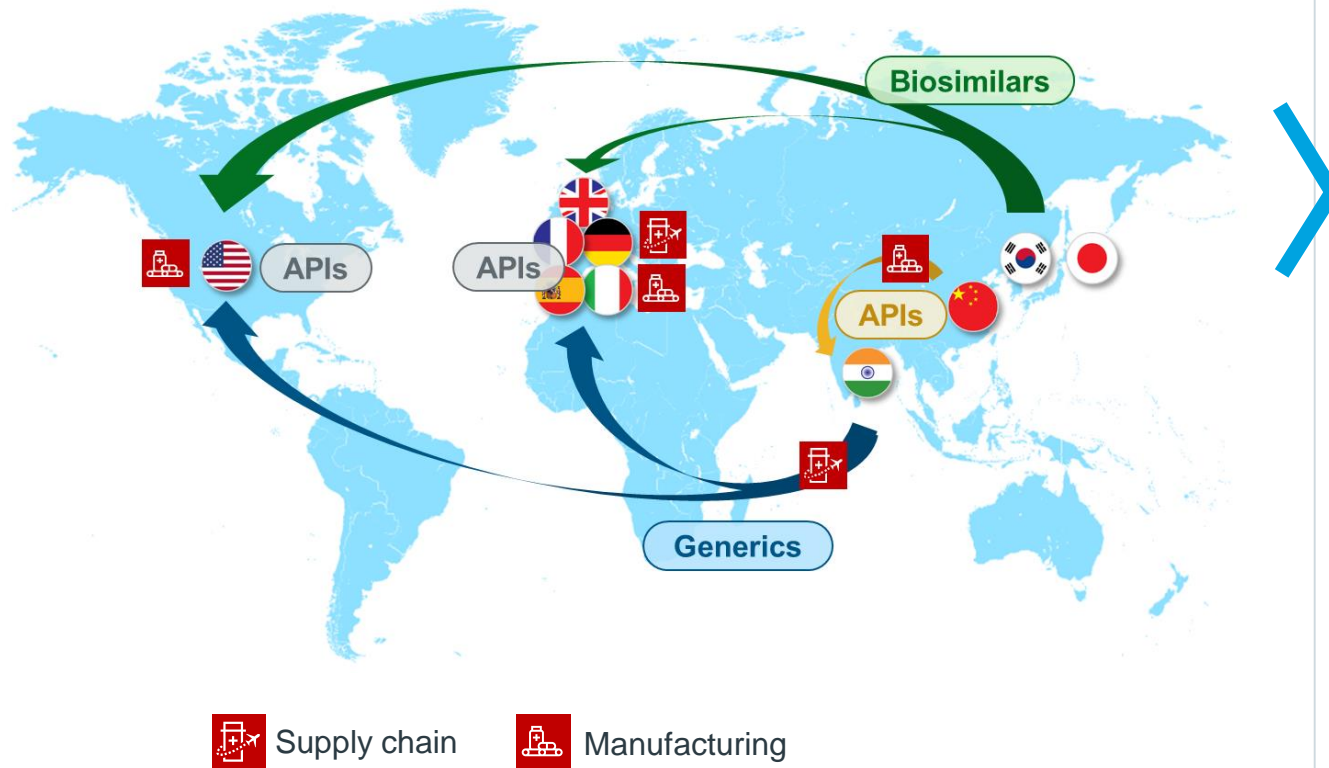 Biosimilars
APIs
APIs
APIs
Generics
Supply chain
Manufacturing